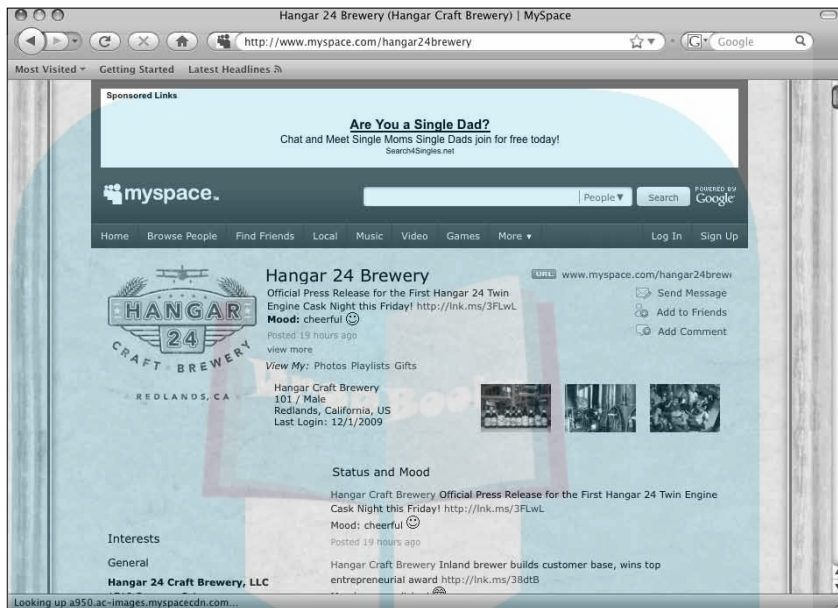 Hangar 24 Brewery (Hangar Craft Brewery) | MySpace
http://www.myspace.com/hangar24brewery
Google
Most Visited
Getting Started
Latest Headlines
Sponsored Links
Are You a Single Dad?
Chat and Meet Single Moms Single Dads join for free today!
Search4Singles.net
myspace.
People
Search
POWERED BY
Google
Home Browse People Find Friends Local Music Video Games More Log In Sign Up
HANGAR
24
CRAFT BREWERY
REDLANDS, CA
Hangar 24 Brewery
Official Press Release for the First Hangar 24 Twin
Engine Cask Night this Friday! http://lnk.ms/3FLwL
Mood: cheerful
Posted 19 hours ago
view more
View My: Photos Playlists Gifts
URL www.myspace.com/hangar24brew
Send Message
Add to Friends
Add Comment
Hangar Craft Brewery
101 / Male
Redlands, California, US
Last Login: 12/1/2009
Status and Mood
Hangar Craft Brewery Official Press Release for the First Hangar 24 Twin Engine
Cask Night this Friday! http://lnk.ms/3FLwL
Mood: cheerful
Posted 19 hours ago
Hangar Craft Brewery Inland brewer builds customer base, wins top
entrepreneurial award http://lnk.ms/38dtB
Interests
General
Hangar 24 Craft Brewery, LLC
Looking up a950.ac-images.myspacecdn.com...